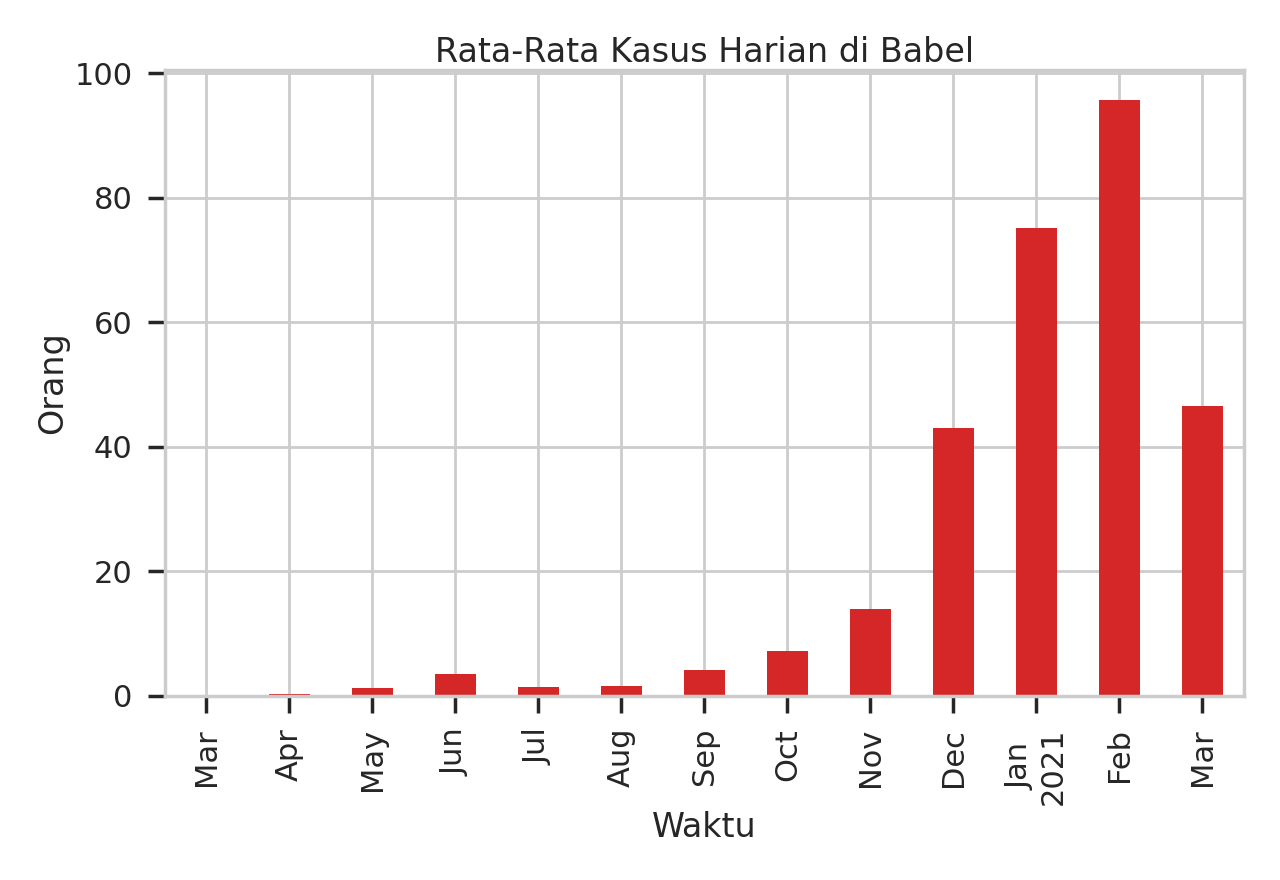 Rata-Rata Kasus Harian di Babel
100
80
60
40
20
0
Orang
Mar
Apr
May
Jun
Jul
Aug
Sep
Oct
Nov
Dec
Jan
2021
Feb
Mar
Waktu